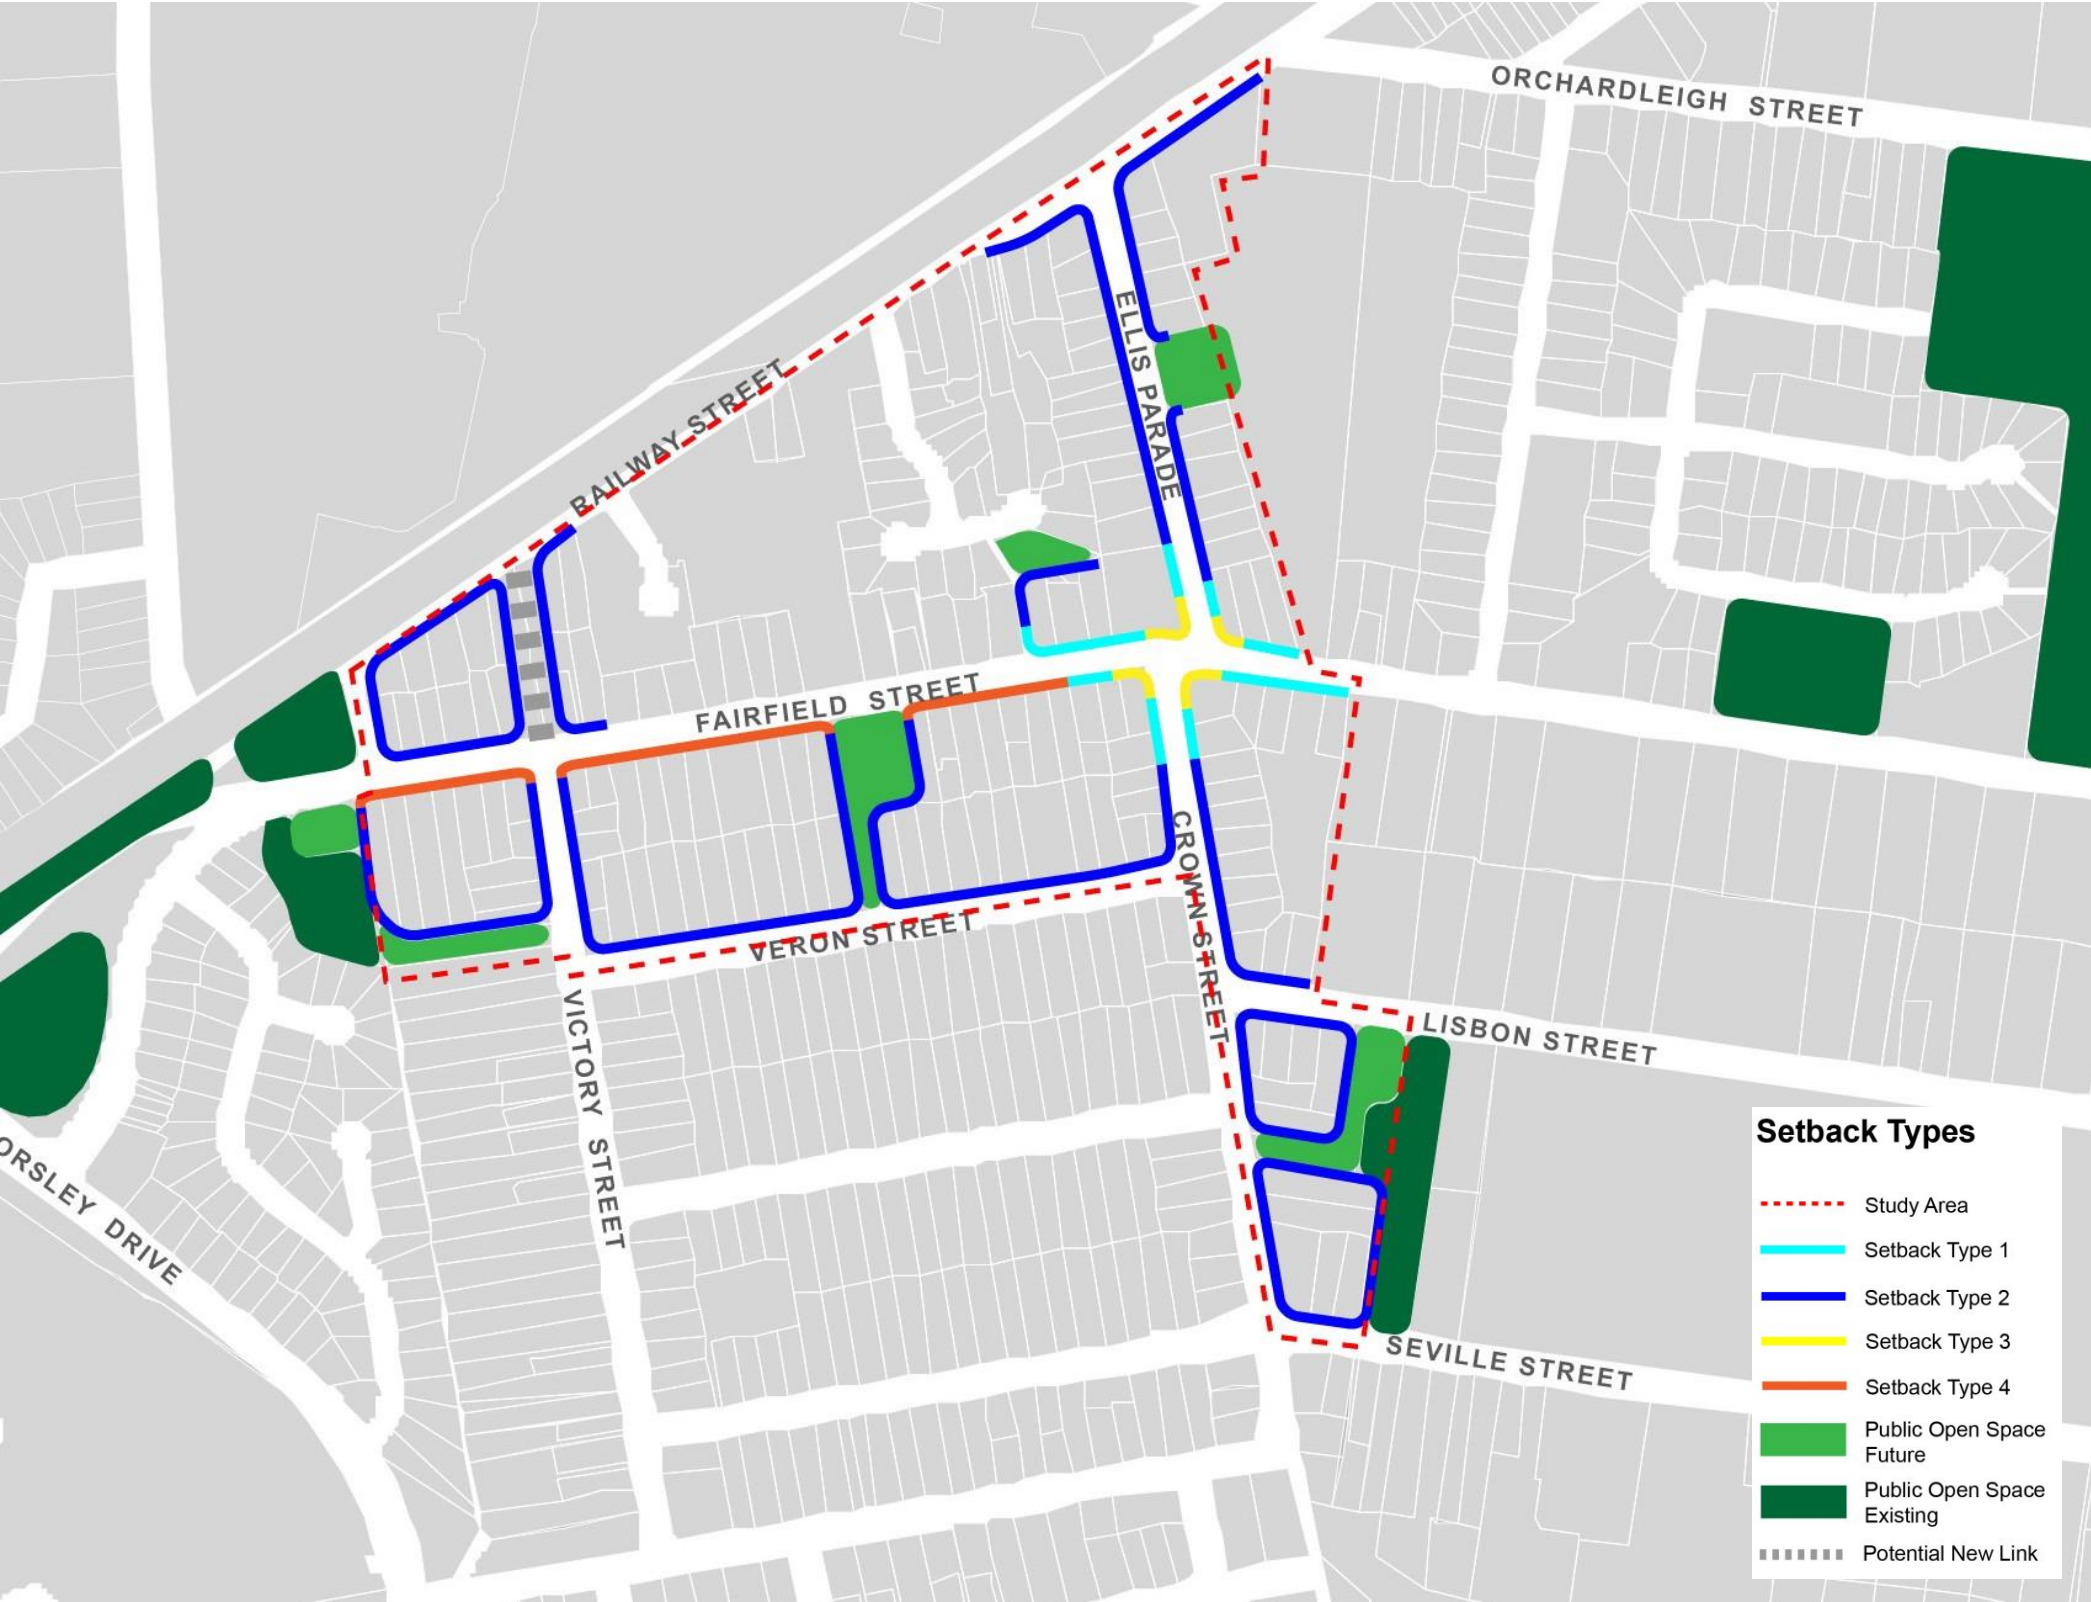 ORCHARDLEIGH STREET
ELLIS PARADE
RAILWAY STREET
FAIRFIELD STREET
CROWN STREET
VERON STREET
VICTORY STREET
LISBON STREET
ORSLEY DRIVE
SEVILLE STREET
Setback Types
Study Area
Setback Type 1
Setback Type 2
Setback Type 3
Setback Type 4
Public Open Space
Future
Public Open Space
Existing
Potential New Link